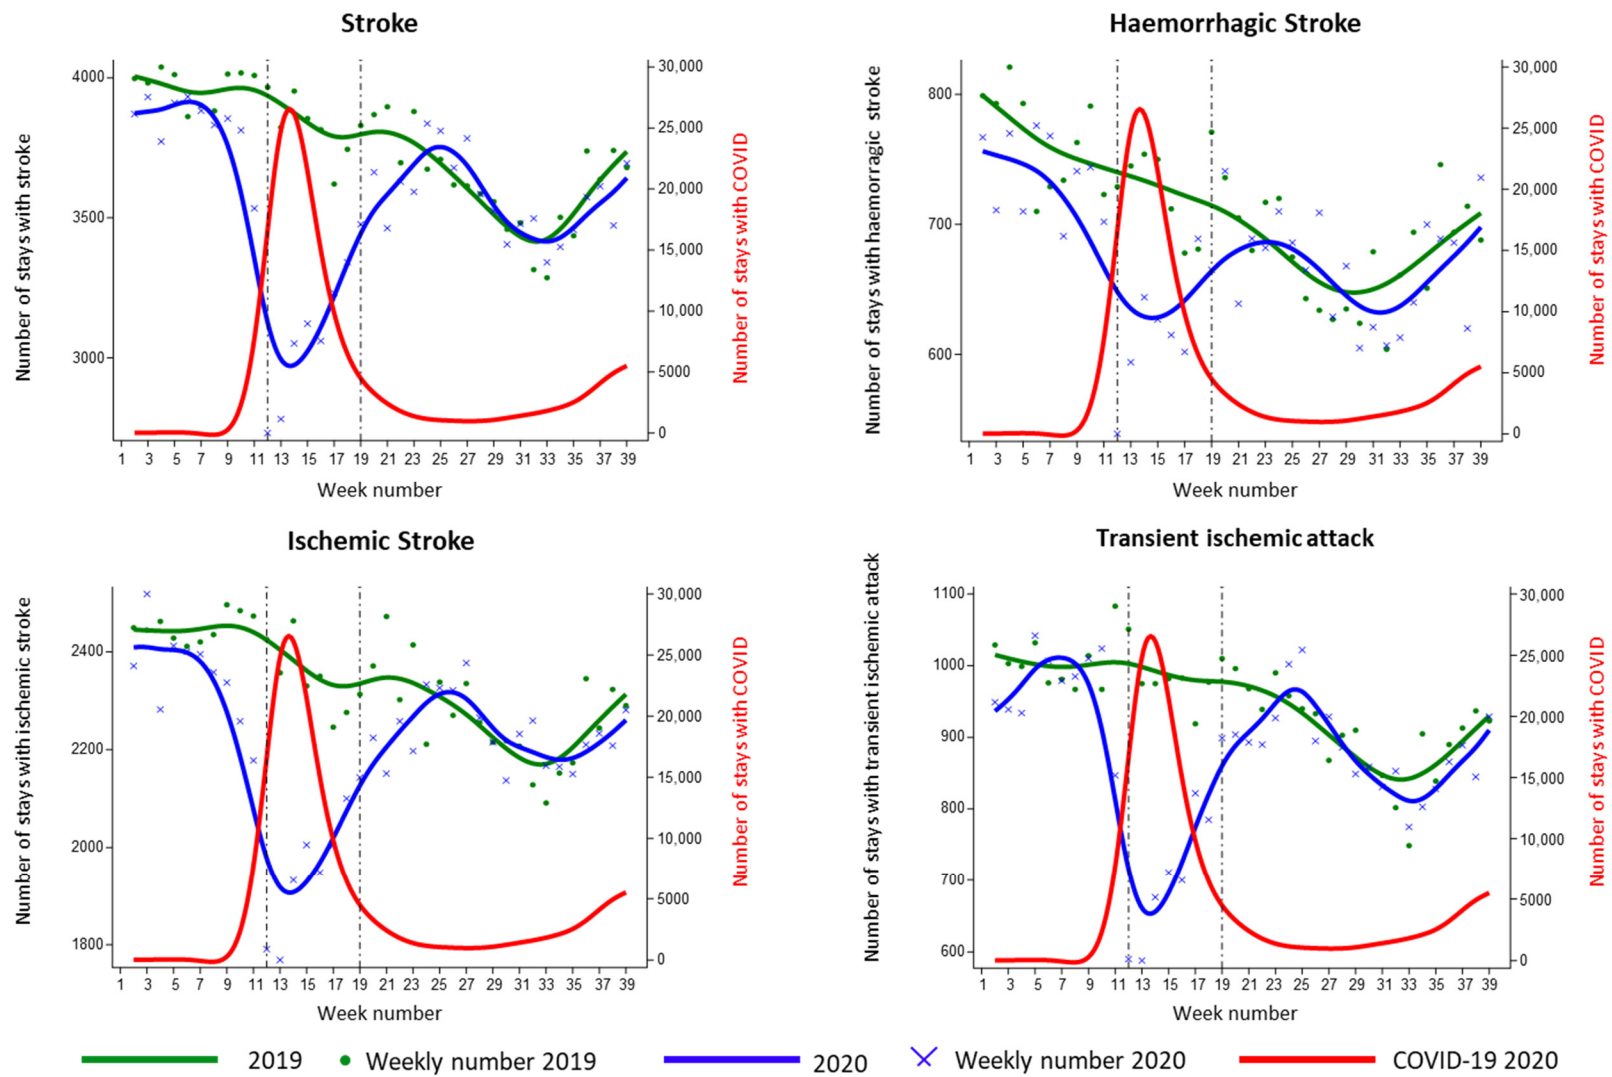 Stroke
Number of stays with stroke
4000
3500
3000
30,000
25,000
20,000
15,000
10,000
5000
0
Number of stays with COVID
1 3 5 7 9 11 13 15 17 19 21 23 25 27 29 31 33 35 37 39
Week number
Haemorrhagic Stroke
Number of stays with haemorragic stroke
800
700
600
30,000
25,000
20,000
15,000
10,000
5000
0
Number of stays with COVID
1 3 5 7 9 11 13 15 17 19 21 23 25 27 29 31 33 35 37 39
Week number
Ischemic Stroke
Number of stays with ischemic stroke
2400
2200
2000
1800
30,000
25,000
20,000
15,000
10,000
5000
0
Number of stays with COVID
1 3 5 7 9 11 13 15 17 19 21 23 25 27 29 31 33 35 37 39
Week number
Transient ischemic attack
Number of stays with transient ischemic attack
1100
1000
900
800
700
600
30,000
25,000
20,000
15,000
10,000
5000
0
Number of stays with COVID
1 3 5 7 9 11 13 15 17 19 21 23 25 27 29 31 33 35 37 39
Week number
2019 Weekly number 2019 2020 Weekly number 2020 COVID-19 2020